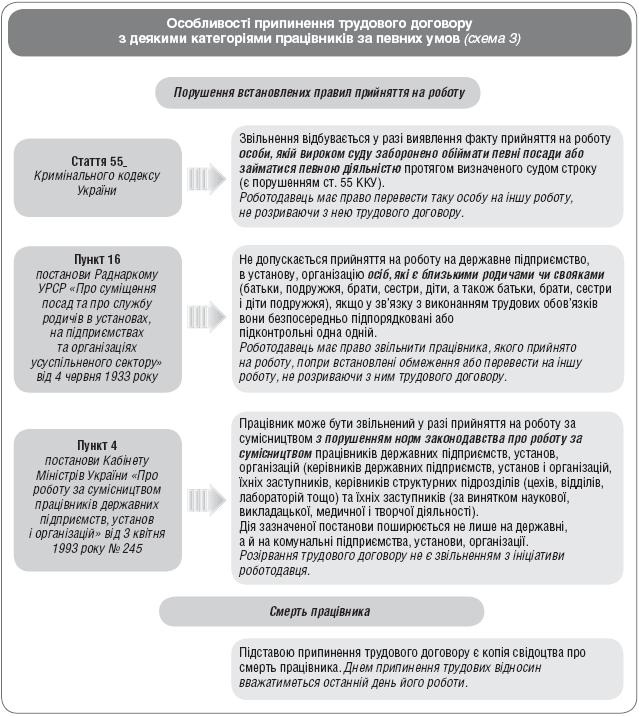 Особливості припинення трудового договору
з деякими категоріями працівників за певних умов (схема 3)
Порушення встановлених правил прийняття на роботу
Стаття 55_
Кримінального кодексу
України
Звільнення відбувається у разі виявлення факту прийняття на роботу
особи, якій вироком суду заборонено обіймати певні посади або
займатися певною діяльністю протягом визначеного судом строку
(є порушенням ст. 55 ККУ).
Роботодавець має право перевести таку особу на іншу роботу,
не розриваючи з нею трудового договору.
Пункт 16
постанови Раднаркому
УРСР «Про суміщення
посад та про службу
родичів в установах,
на підприємствах
та організаціях
усуспільненого сектору»
від 4 червня 1933 року
Не допускається прийняття на роботу на державне підприємство,
в установу, організацію осіб, які є близькими родичами чи свояками
(батьки, подружжя, брати, сестри, діти, а також батьки, брати, сестри
і діти подружжя), якщо у зв'язку з виконанням трудових обов'язків
вони безпосередньо підпорядковані або
підконтрольні одна одній.
Роботодавець має право звільнити працівника, якого прийнято
на роботу, попри встановлені обмеження або перевести на іншу
роботу, не розриваючи з ним трудового договору.
Пункт 4
постанови Кабінету
Міністрів України «Про
роботу за сумісництвом
працівників державних
підприємств, установ
і організацій» від 3 квітня
1993 року № 245
Працівник може бути звільнений у разі прийняття на роботу за
сумісництвом з порушенням норм законодавства про роботу за
сумісництвом працівників державних підприємств, установ,
організацій (керівників державних підприємств, установ і організацій,
їхніх заступників, керівників структурних підрозділів (цехів, відділів,
лабораторій тощо) та їхніх заступників (за винятком наукової,
викладацької, медичної і творчої діяльності).
Дія зазначеної постанови поширюється не лише на державні,
а й на комунальні підприємства, установи, організації.
Розірвання трудового договору не є звільненням з ініціативи
роботодавця.
Смерть працівника
Підставою припинення трудового договору є копія свідоцтва про
смерть працівника. Днем припинення трудових відносин
вважатиметься останній день його роботи.